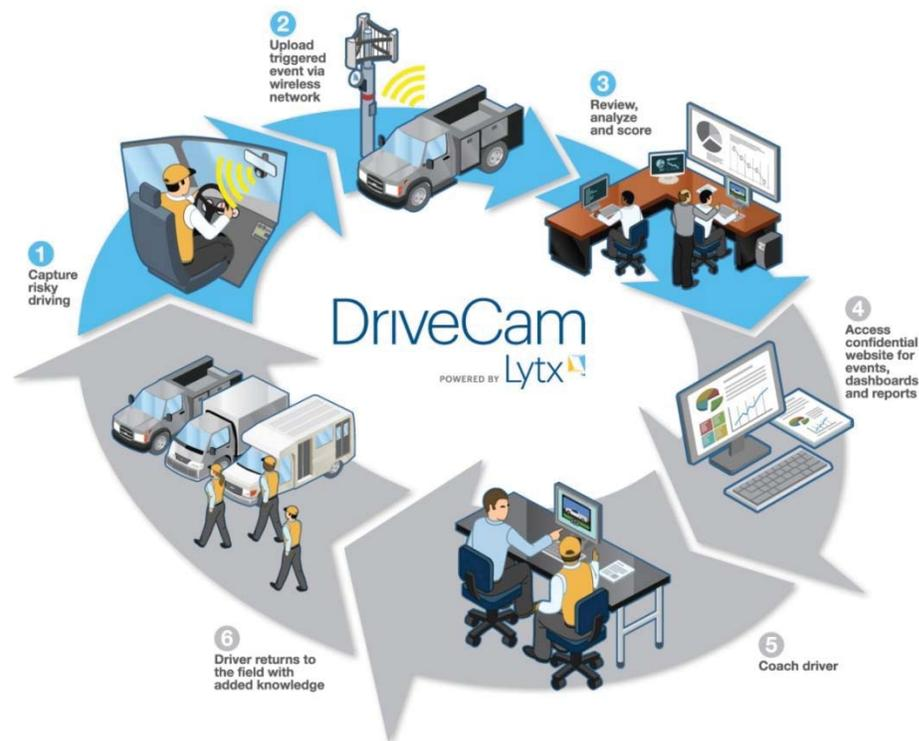 1
Capture
risky
driving
2
Upload
triggered
event via
wireless
network
3
Review,
analyze
and score
4
Access
confidential
website for
events,
dashboards
and reports
5
Coach driver
6
Driver returns to
the field with
added knowledge
DriveCam
POWERED BY Lytx